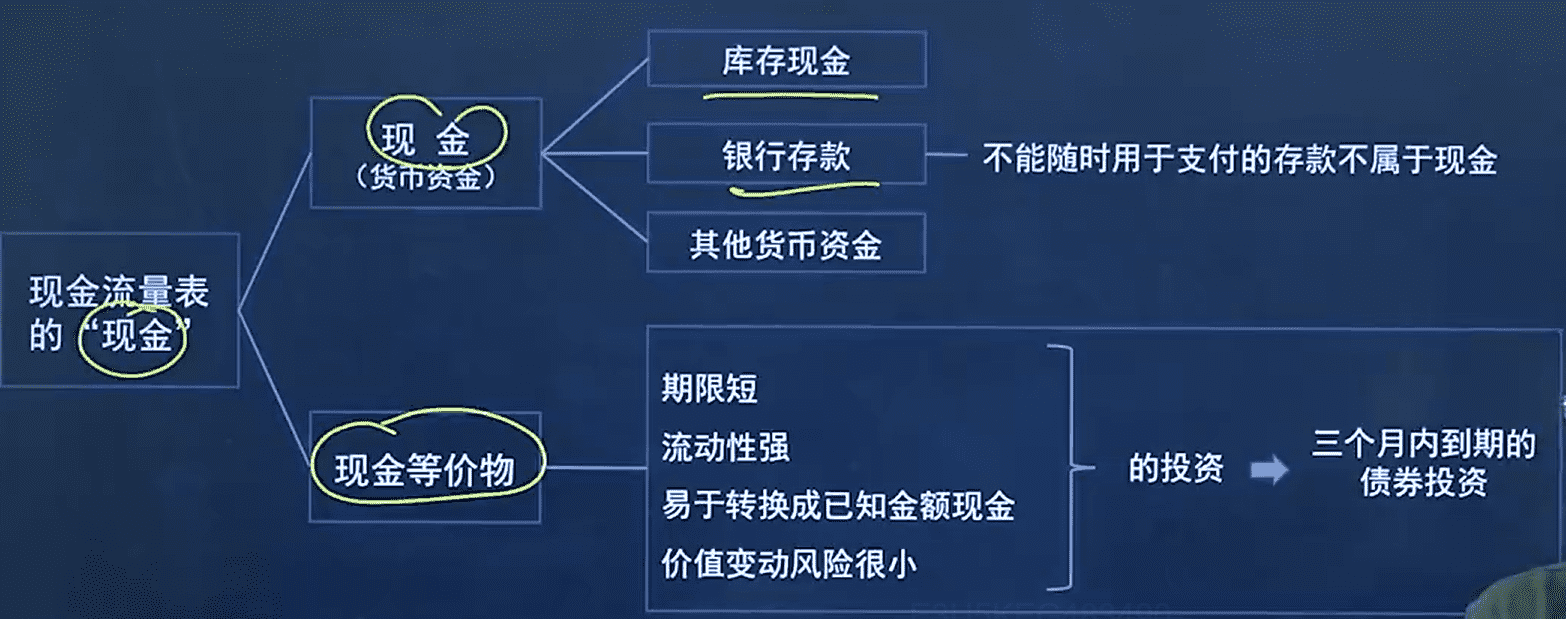 库存现金
现 金
（货币资金）
银行存款
不能随时用于支付的存款不属于现金
其他货币资金
现金流量表
的“现金”
现金等价物
期限短
流动性强
易于转换成已知金额现金
价值变动风险很小
的投资
三个月内到期的
债券投资